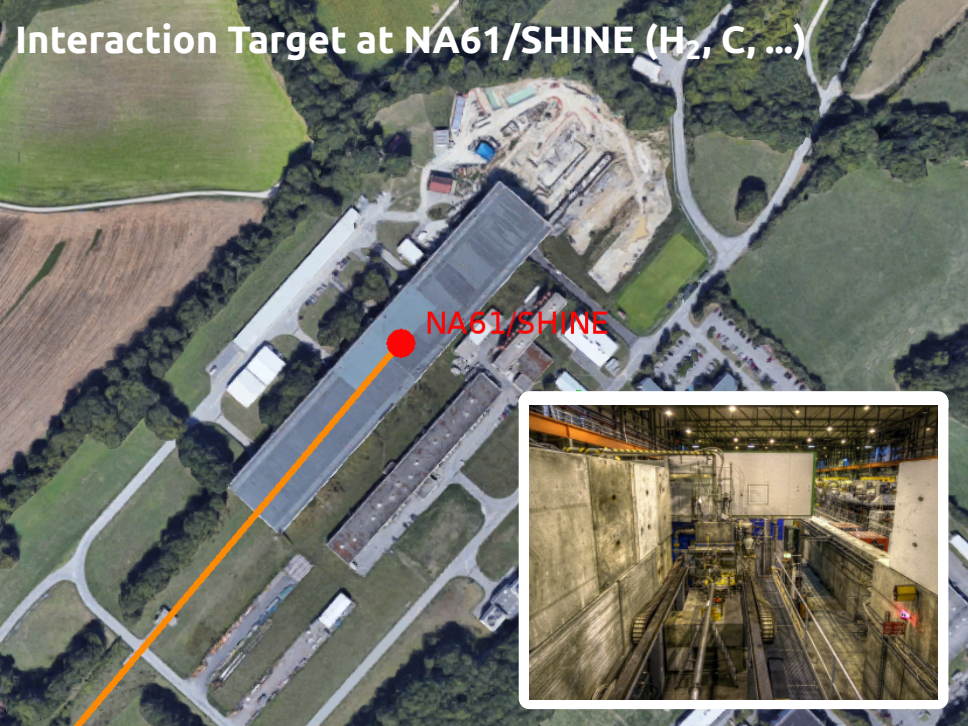 Interaction Target at NA61/SHINE (H₂, C, ...)
NA61/SHINE